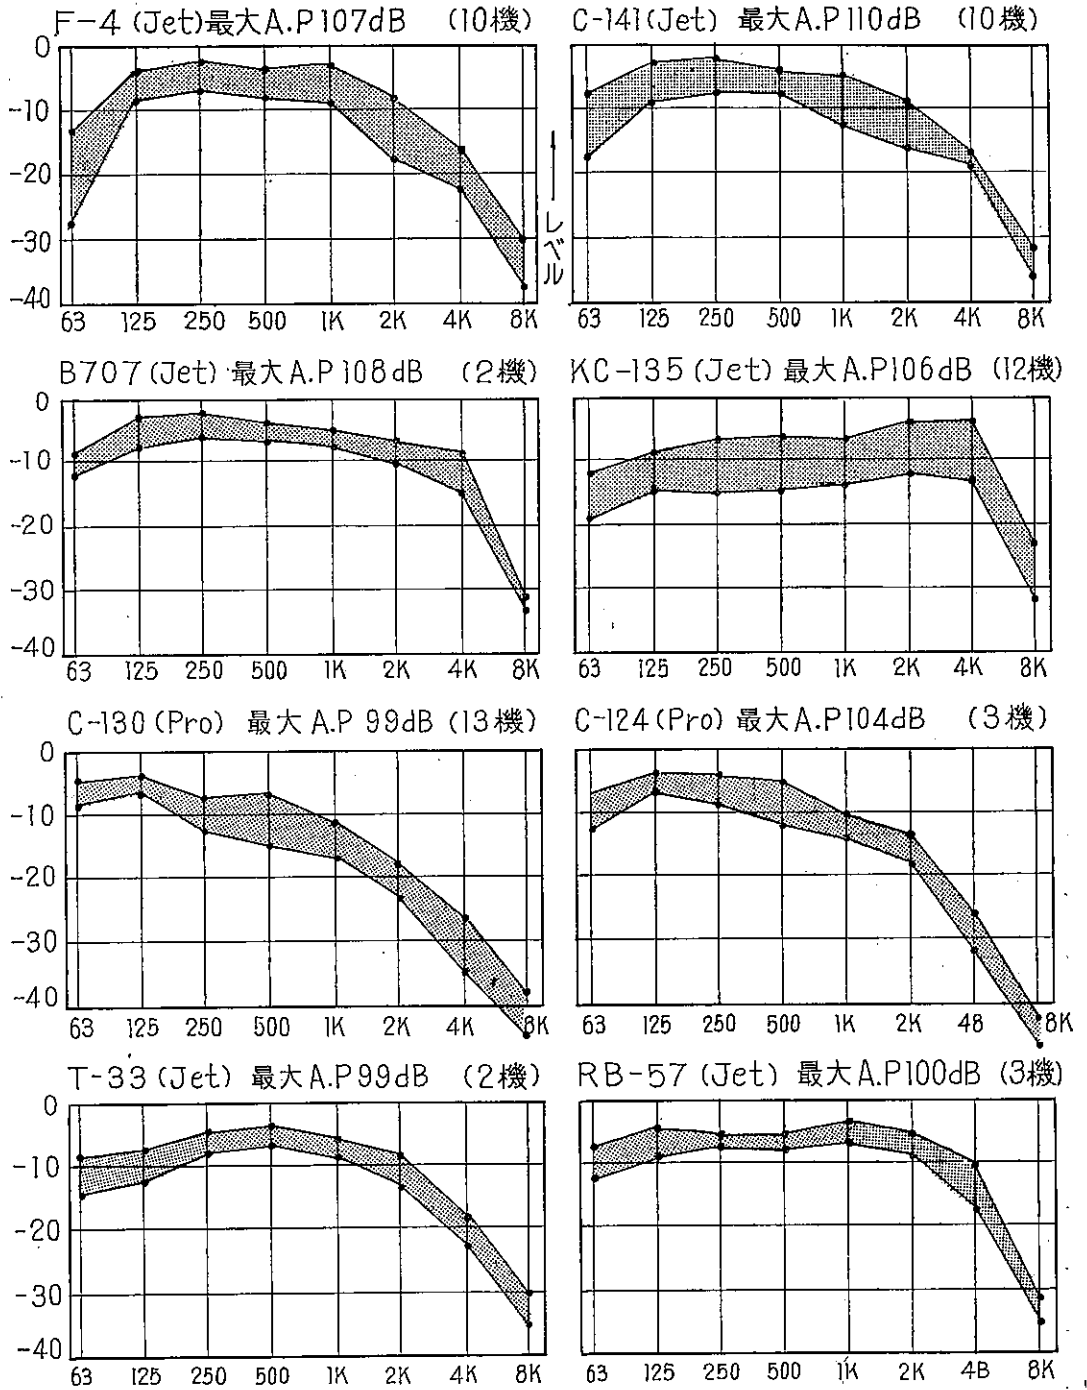 F-4 (Jet)最大A.P107dB (10機)
0
-10
-20
-30
-40
63 125 250 500 1K 2K 4K 8K
レベル
C-141(Jet) 最大A.P110dB (10機)
63 125 250 500 1K 2K 4K 8K
B707(Jet) 最大A.P108dB (2機)
0
-10
-20
-30
-40
63 125 250 500 1K 2K 4K 8K
KC-135(Jet) 最大A.P106dB (12機)
63 125 250 500 1K 2K 4K 8K
C-130(Pro) 最大A.P 99dB (13機)
0
-10
-20
-30
-40
63 125 250 500 1K 2K 4K 8K
C-124(Pro) 最大A.P104dB (3機)
63 125 250 500 1K 2K 48 8K
T-33(Jet) 最大A.P99dB (2機)
0
-10
-20
-30
-40
63 125 250 500 1K 2K 4K 8K
RB-57(Jet) 最大A.P100dB (3機)
63 125 250 500 1K 2K 4B 8K